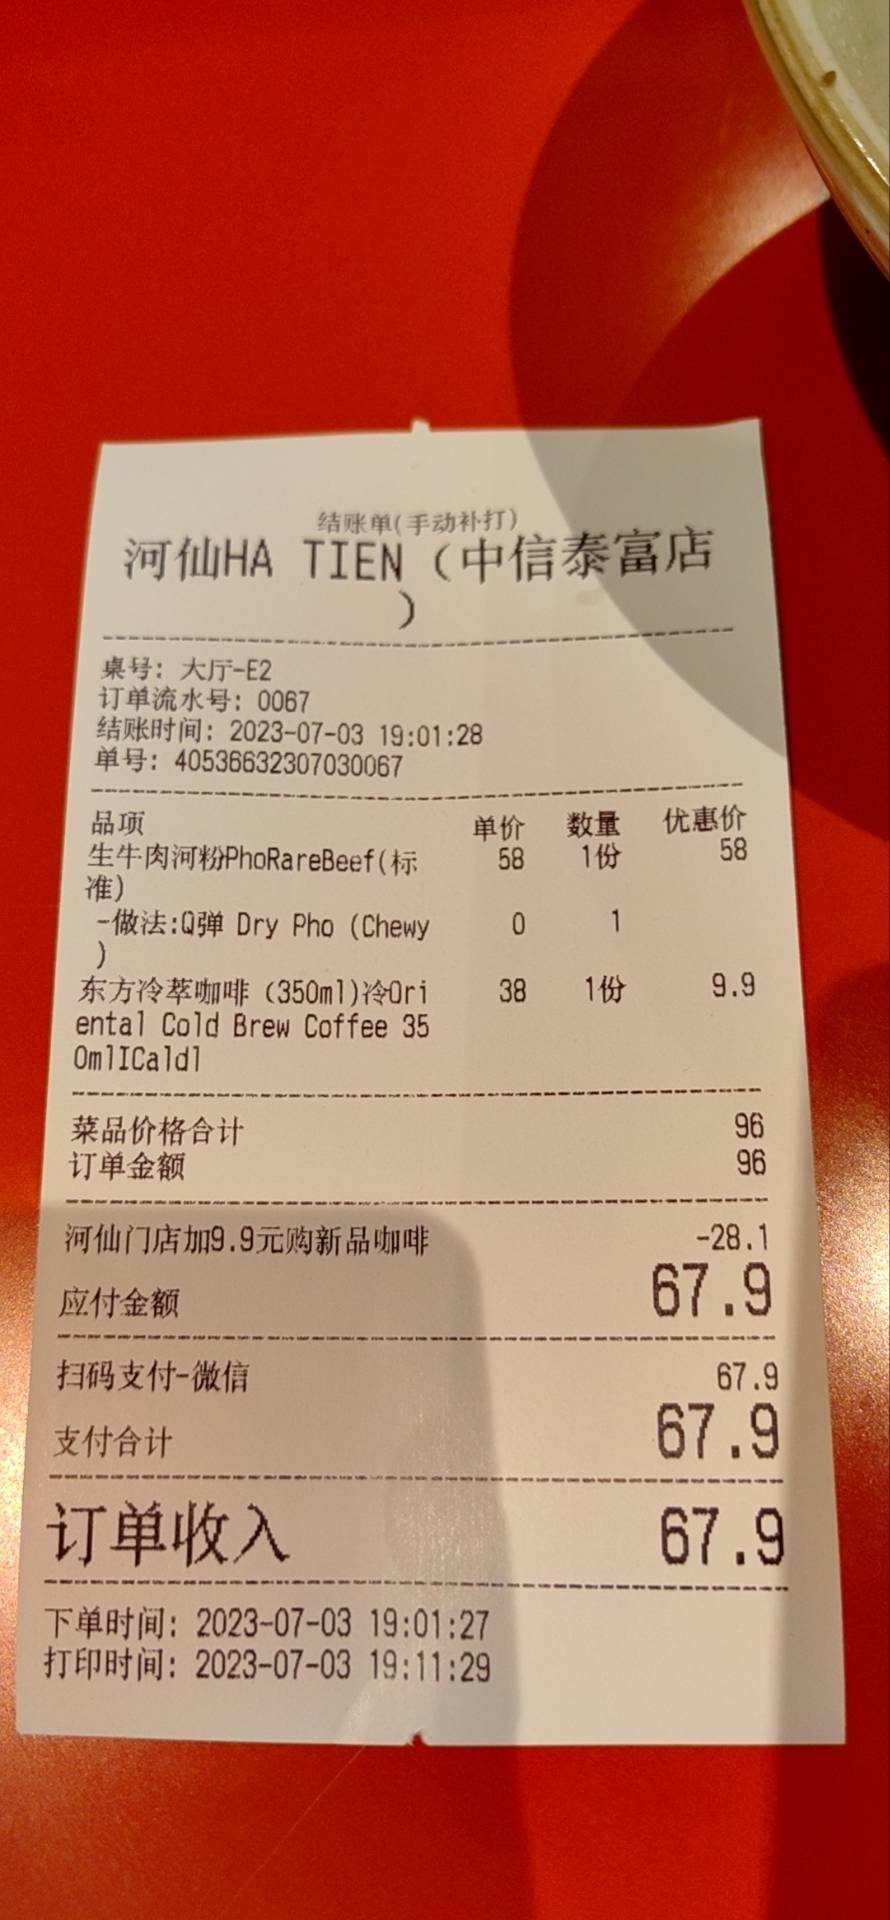 结账单(手动补打)
河仙HA TIEN（中信泰富店
）
桌号: 大厅-E2
订单流水号: 0067
结账时间: 2023-07-03 19:01:28
单号: 40536632307030067
品项 单价 数量 优惠价
生牛肉河粉PhoRareBeef(标 58 1份 58
准)
-做法:Q弹 Dry Pho (Chewy 0 1
)
东方冷萃咖啡（350ml)冷Ori 38 1份 9.9
ental Cold Brew Coffee 35
0mlICaldl
菜品价格合计 96
订单金额 96
河仙门店加9.9元购新品咖啡 -28.1
应付金额 67.9
扫码支付-微信 67.9
支付合计 67.9
订单收入 67.9
下单时间: 2023-07-03 19:01:27
打印时间: 2023-07-03 19:11:29